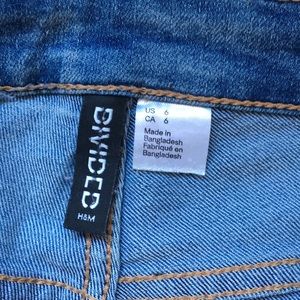 DIVIDED
H&M
US 6
CA 6
Made in
Bangladesh
Fabriqué en
Bangladesh